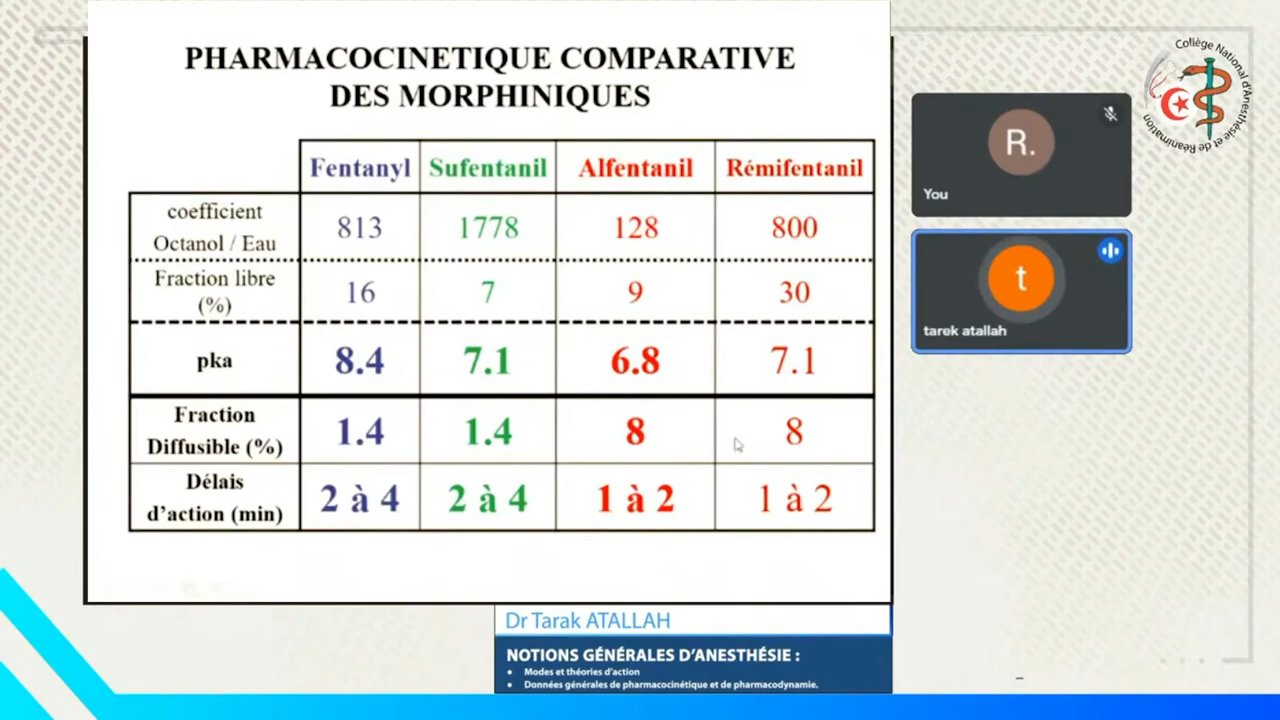 PHARMACOCINETIQUE COMPARATIVE
DES MORPHINIQUES
Fentanyl Sufentanil Alfentanil Rémifentanil
coefficient
Octanol / Eau 813 1778 128 800
Fraction libre
(%) 16 7 9 30
pka 8.4 7.1 6.8 7.1
Fraction
Diffusible (%) 1.4 1.4 8 8
Délais
d'action (min) 2 à 4 2 à 4 1 à 2 1 à 2
R.
You
t
tarek atallah
Collège National d'Anesthésie et de Réanimation
Dr Tarak ATALLAH
NOTIONS GÉNÉRALES D'ANESTHÉSIE :
• Modes et théories d'action
• Données générales de pharmacocinétique et de pharmacodynamie.